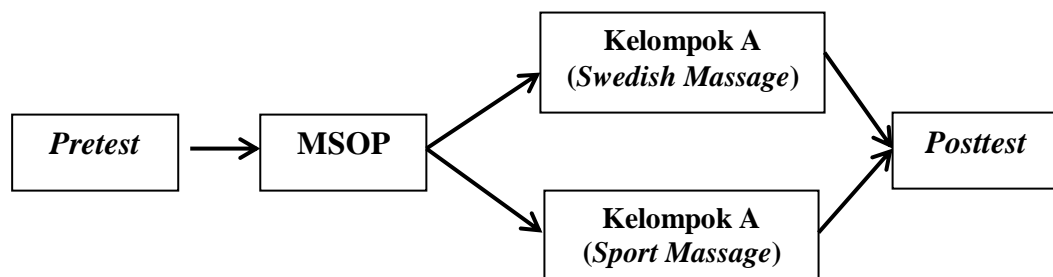 Pretest
MSOP
Kelompok A
(Swedish Massage)
Kelompok A
(Sport Massage)
Posttest